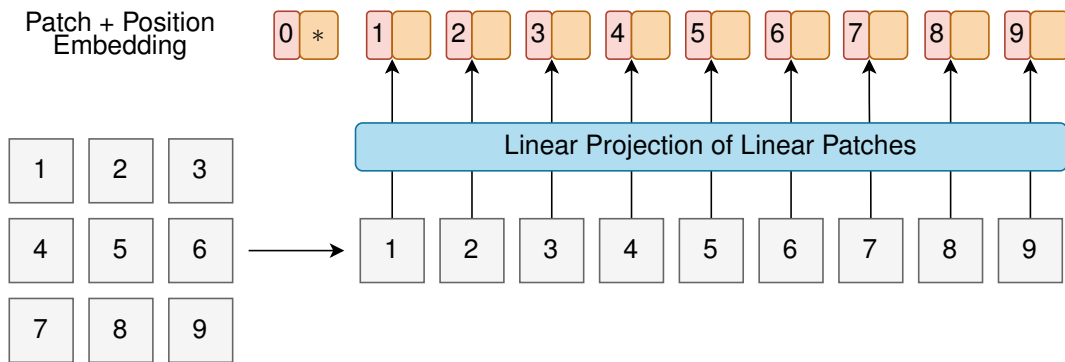 Patch + Position
Embedding
0 * 1 2 3 4 5 6 7 8 9
Linear Projection of Linear Patches
1 2 3
4 5 6
7 8 9
1 2 3 4 5 6 7 8 9